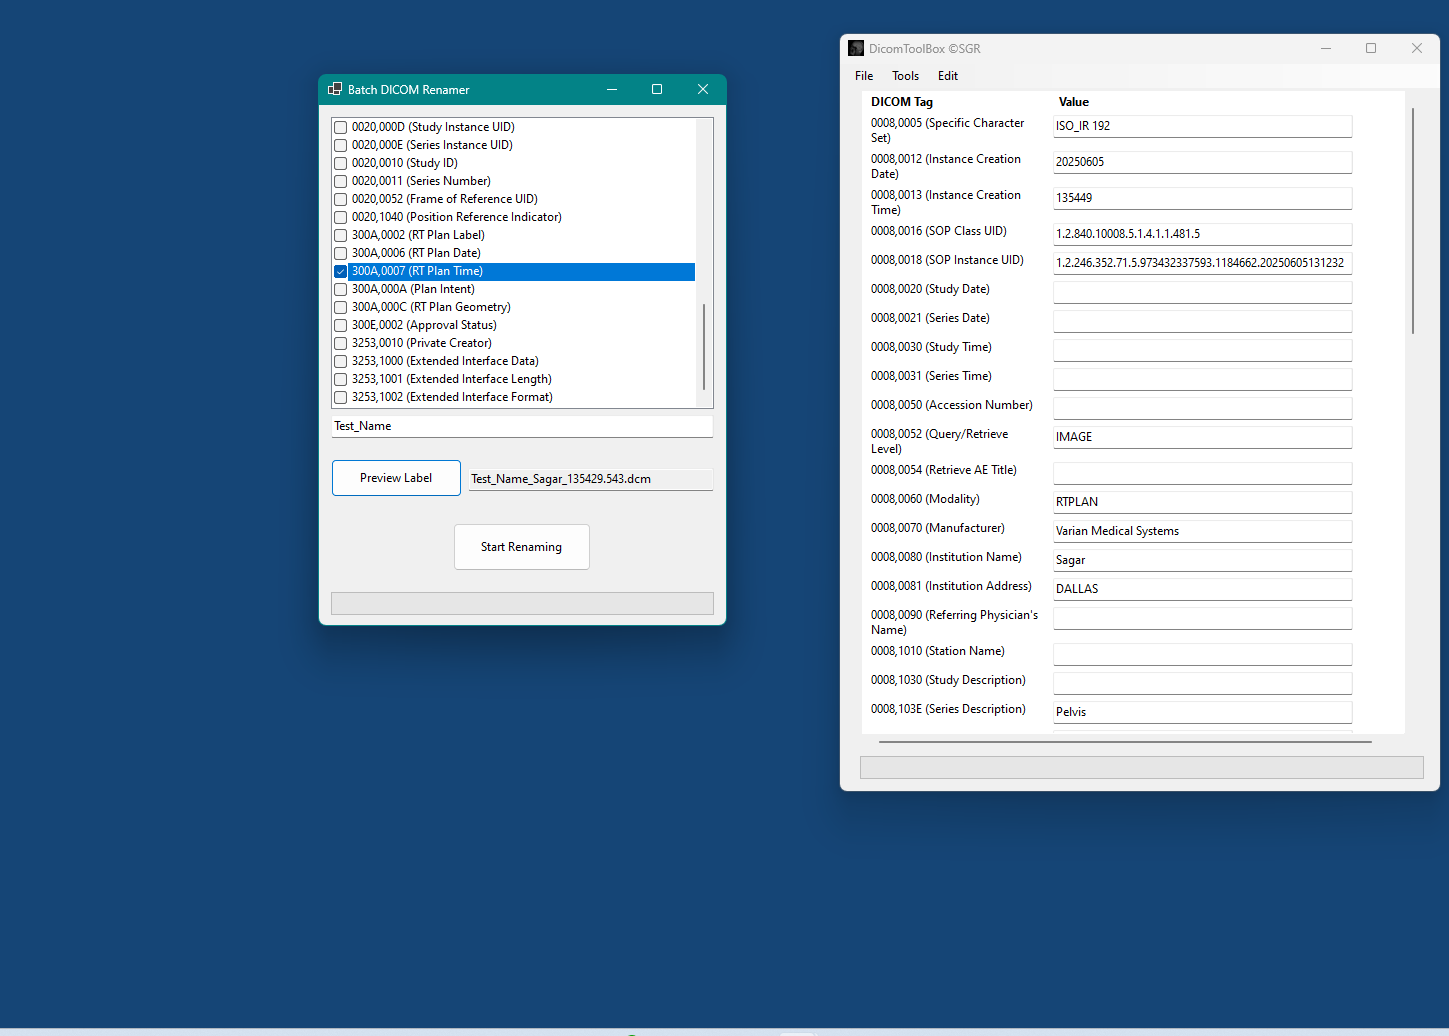 Batch DICOM Renamer
0020,000D (Study Instance UID)
0020,000E (Series Instance UID)
0020,0010 (Study ID)
0020,0011 (Series Number)
0020,0052 (Frame of Reference UID)
0020,1040 (Position Reference Indicator)
300A,0002 (RT Plan Label)
300A,0006 (RT Plan Date)
300A,0007 (RT Plan Time)
300A,000A (Plan Intent)
300A,000C (RT Plan Geometry)
300E,0002 (Approval Status)
3253,0010 (Private Creator)
3253,1000 (Extended Interface Data)
3253,1001 (Extended Interface Length)
3253,1002 (Extended Interface Format)
Test_Name
Preview Label
Test_Name_Sagar_135429.543.dcm
Start Renaming
DicomToolBox ©SGR
File Tools Edit
DICOM Tag Value
0008,0005 (Specific Character
Set)
ISO_IR 192
0008,0012 (Instance Creation
Date)
20250605
0008,0013 (Instance Creation
Time)
135449
0008,0016 (SOP Class UID)
1.2.840.10008.5.1.4.1.1.481.5
0008,0018 (SOP Instance UID)
1.2.246.352.71.5.973432337593.1184662.20250605131232
0008,0020 (Study Date)
0008,0021 (Series Date)
0008,0030 (Study Time)
0008,0031 (Series Time)
0008,0050 (Accession Number)
0008,0052 (Query/Retrieve
Level)
IMAGE
0008,0054 (Retrieve AE Title)
0008,0060 (Modality)
RTPLAN
0008,0070 (Manufacturer)
Varian Medical Systems
0008,0080 (Institution Name)
Sagar
0008,0081 (Institution Address)
DALLAS
0008,0090 (Referring Physician's
Name)
0008,1010 (Station Name)
0008,1030 (Study Description)
0008,103E (Series Description)
Pelvis